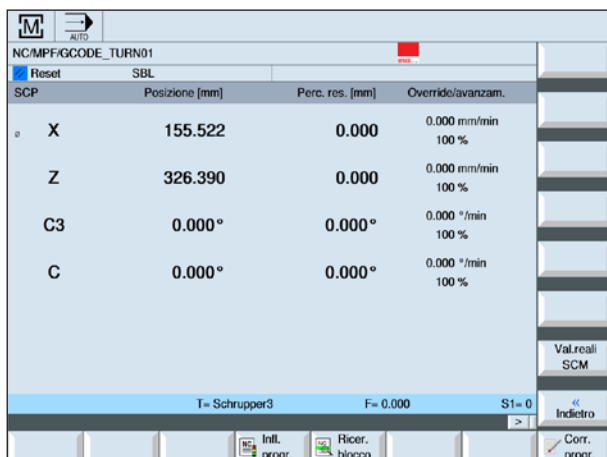 M
AUTO
NC/MPF/GCODE_TURN01
Reset SBL
SCP Posizione [mm] Perc. res. [mm] Override/avanzam.
ø X 155.522 0.000 0.000 mm/min
100 %
Z 326.390 0.000 0.000 mm/min
100 %
C3 0.000° 0.000° 0.000 °/min
100 %
C 0.000° 0.000° 0.000 °/min
100 %
Val.reali
SCM
T= Schrupper3 F= 0.000 S1= 0
«
Indietro
>
NC Infl.
progr.
NC Ricer.
blocco
Corr.
progr.